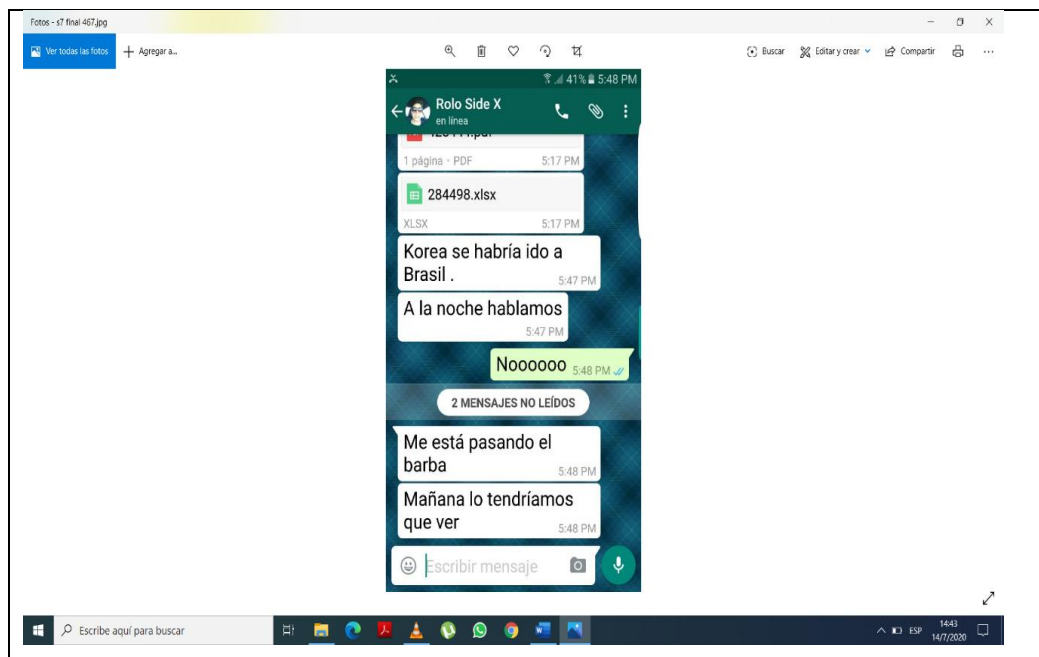 Fotos - s7 final 467.jpg
Ver todas las fotos + Agregar a... Buscar Editar y crear Compartir ...
41% 5:48 PM
Rolo Side X
en línea
1 página · PDF 5:17 PM
284498.xlsx
XLSX 5:17 PM
Korea se habría ido a
Brasil .
5:47 PM
A la noche hablamos
5:47 PM
Noooooo 5:48 PM
2 MENSAJES NO LEÍDOS
Me está pasando el
barba
5:48 PM
Mañana lo tendríamos
que ver
5:48 PM
Escribir mensaje
Escribe aquí para buscar
ESP
14:43
14/7/2020